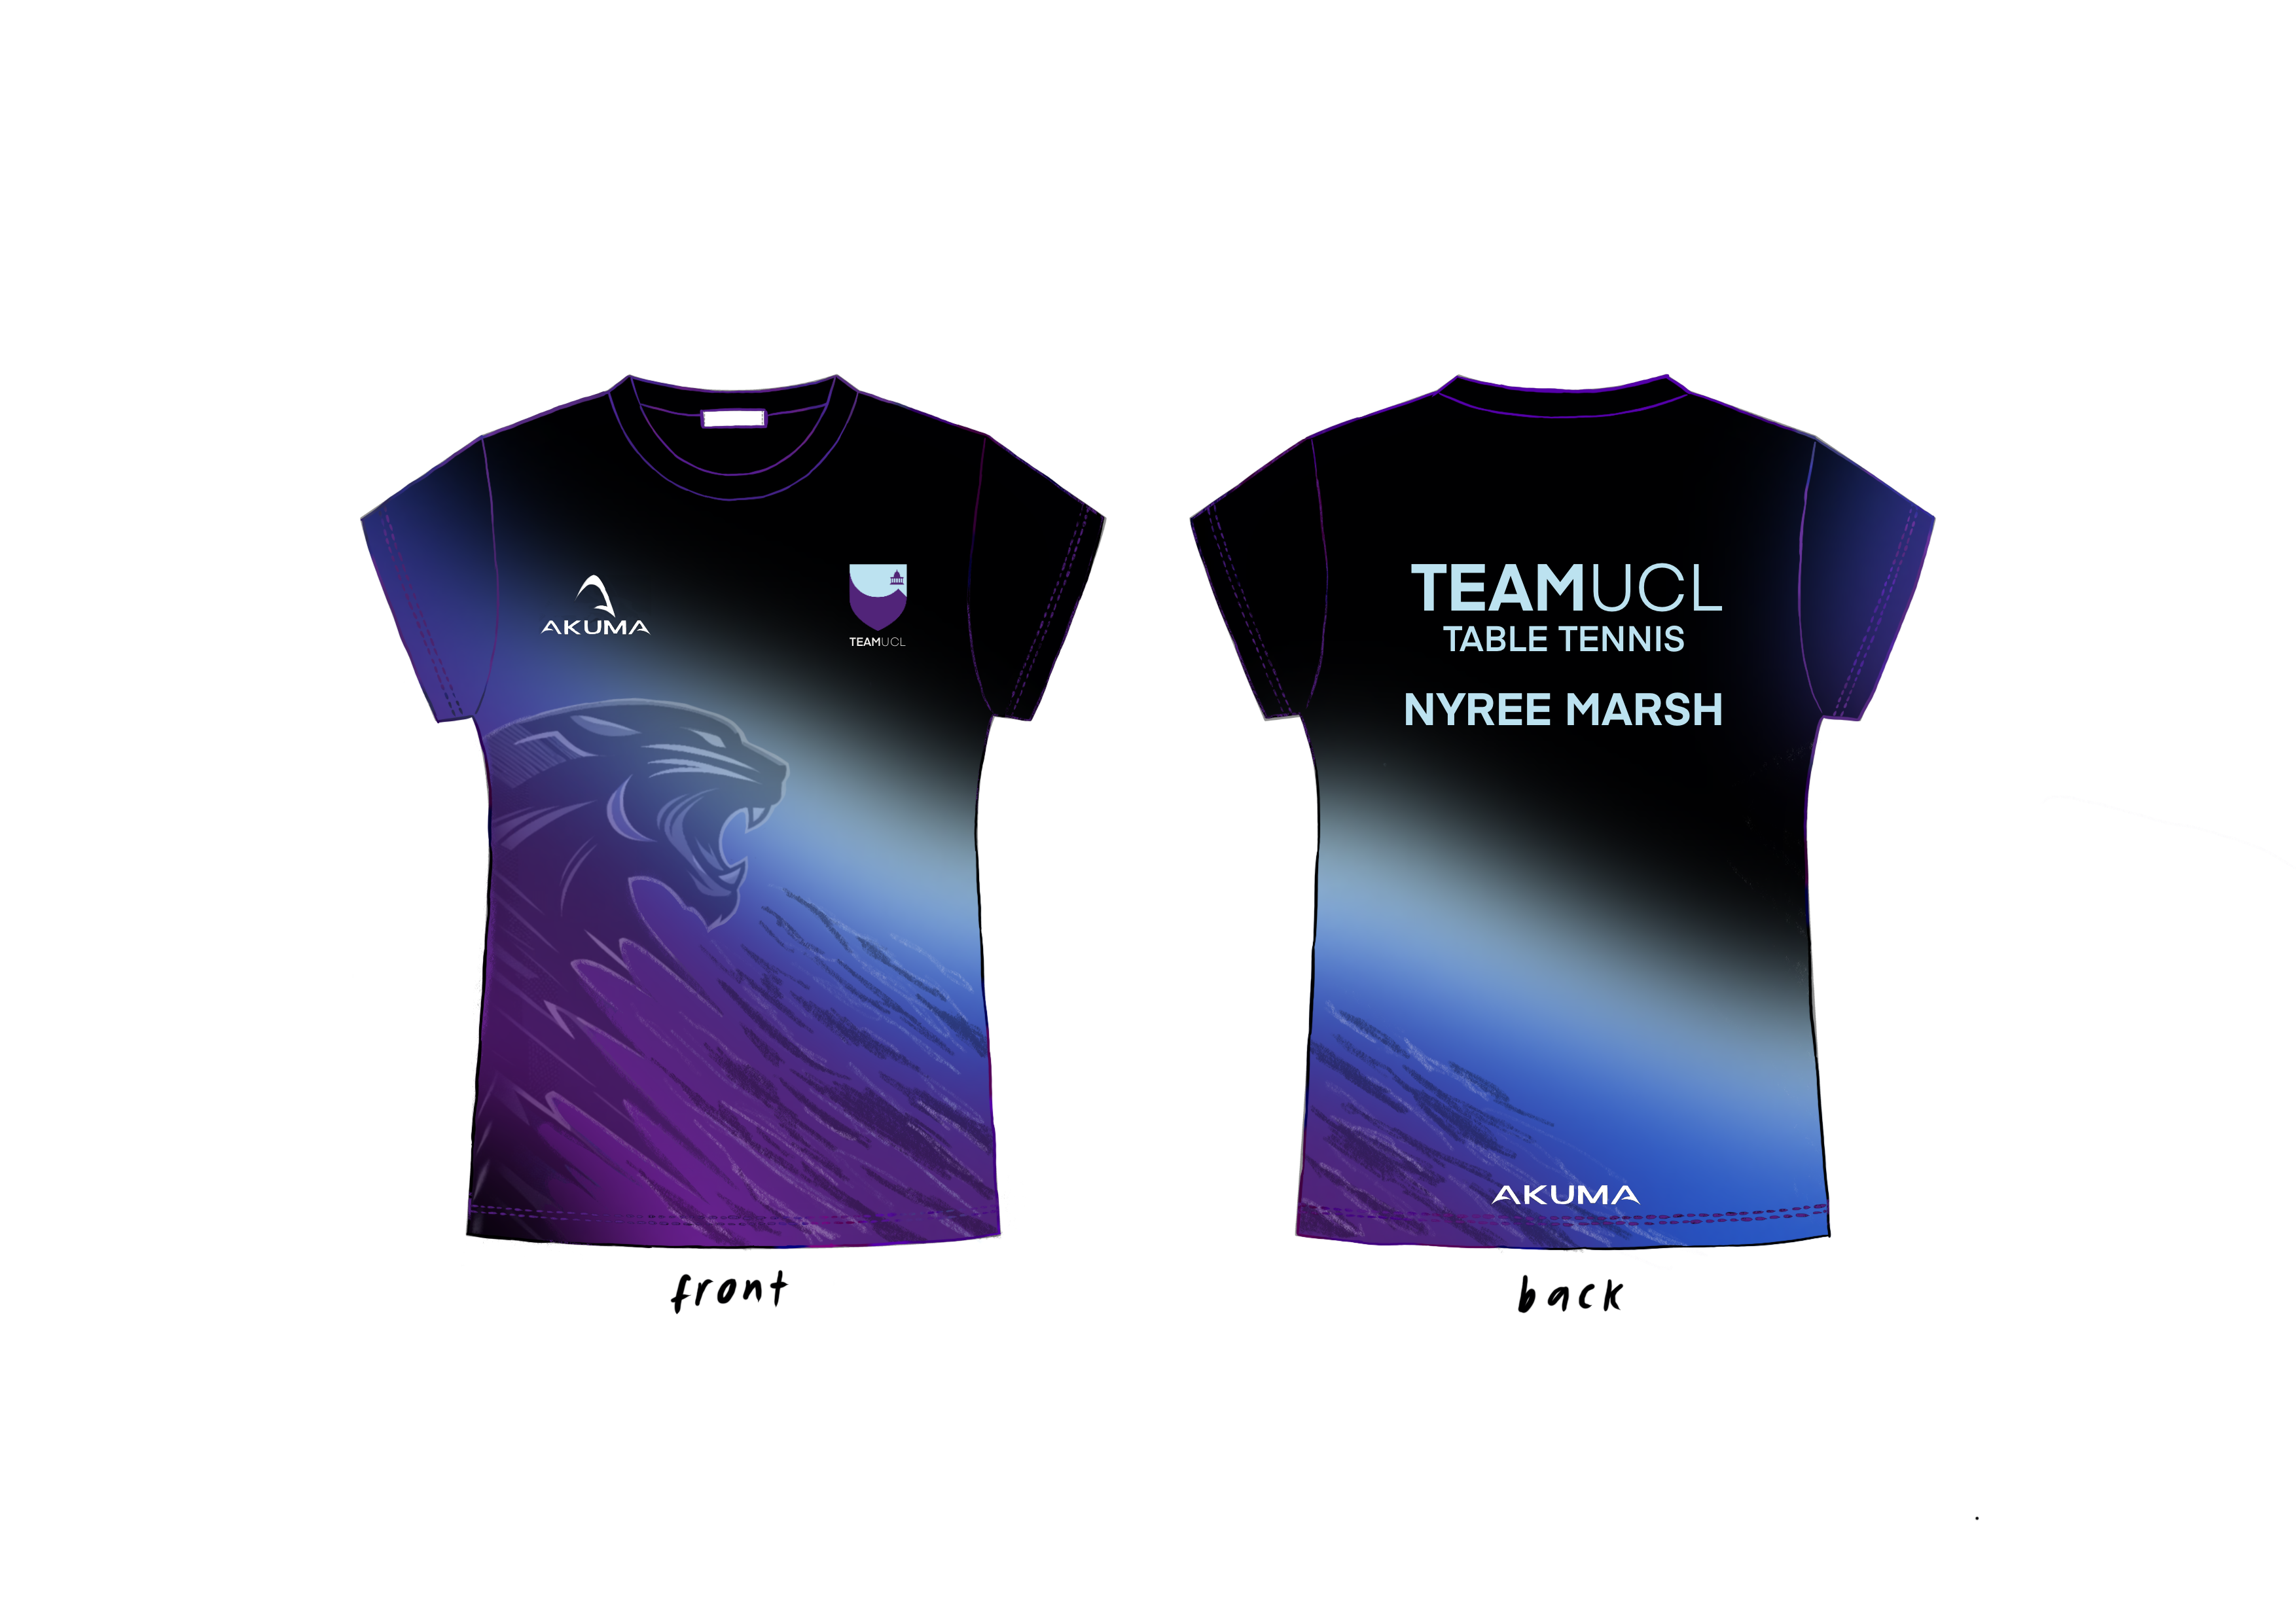 AKUMA
TEAMUCL
front
TEAMUCL
TABLE TENNIS
NYREE MARSH
AKUMA
back